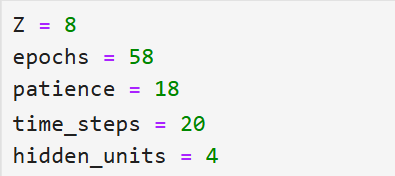 Z = 8
epochs = 58
patience = 18
time_steps = 20
hidden_units = 4